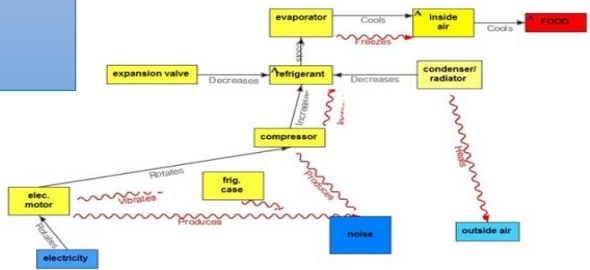 evaporator
Cools
inside
air
Cools
FOOD
Freezes
Cools
expansion valve
Decreases
refrigerant
Decreases
condenser/
radiator
compressor
Rotates
Produces
Heats
frig.
case
elec.
motor
Vibrates
Produces
Rotates
noise
outside air
electricity